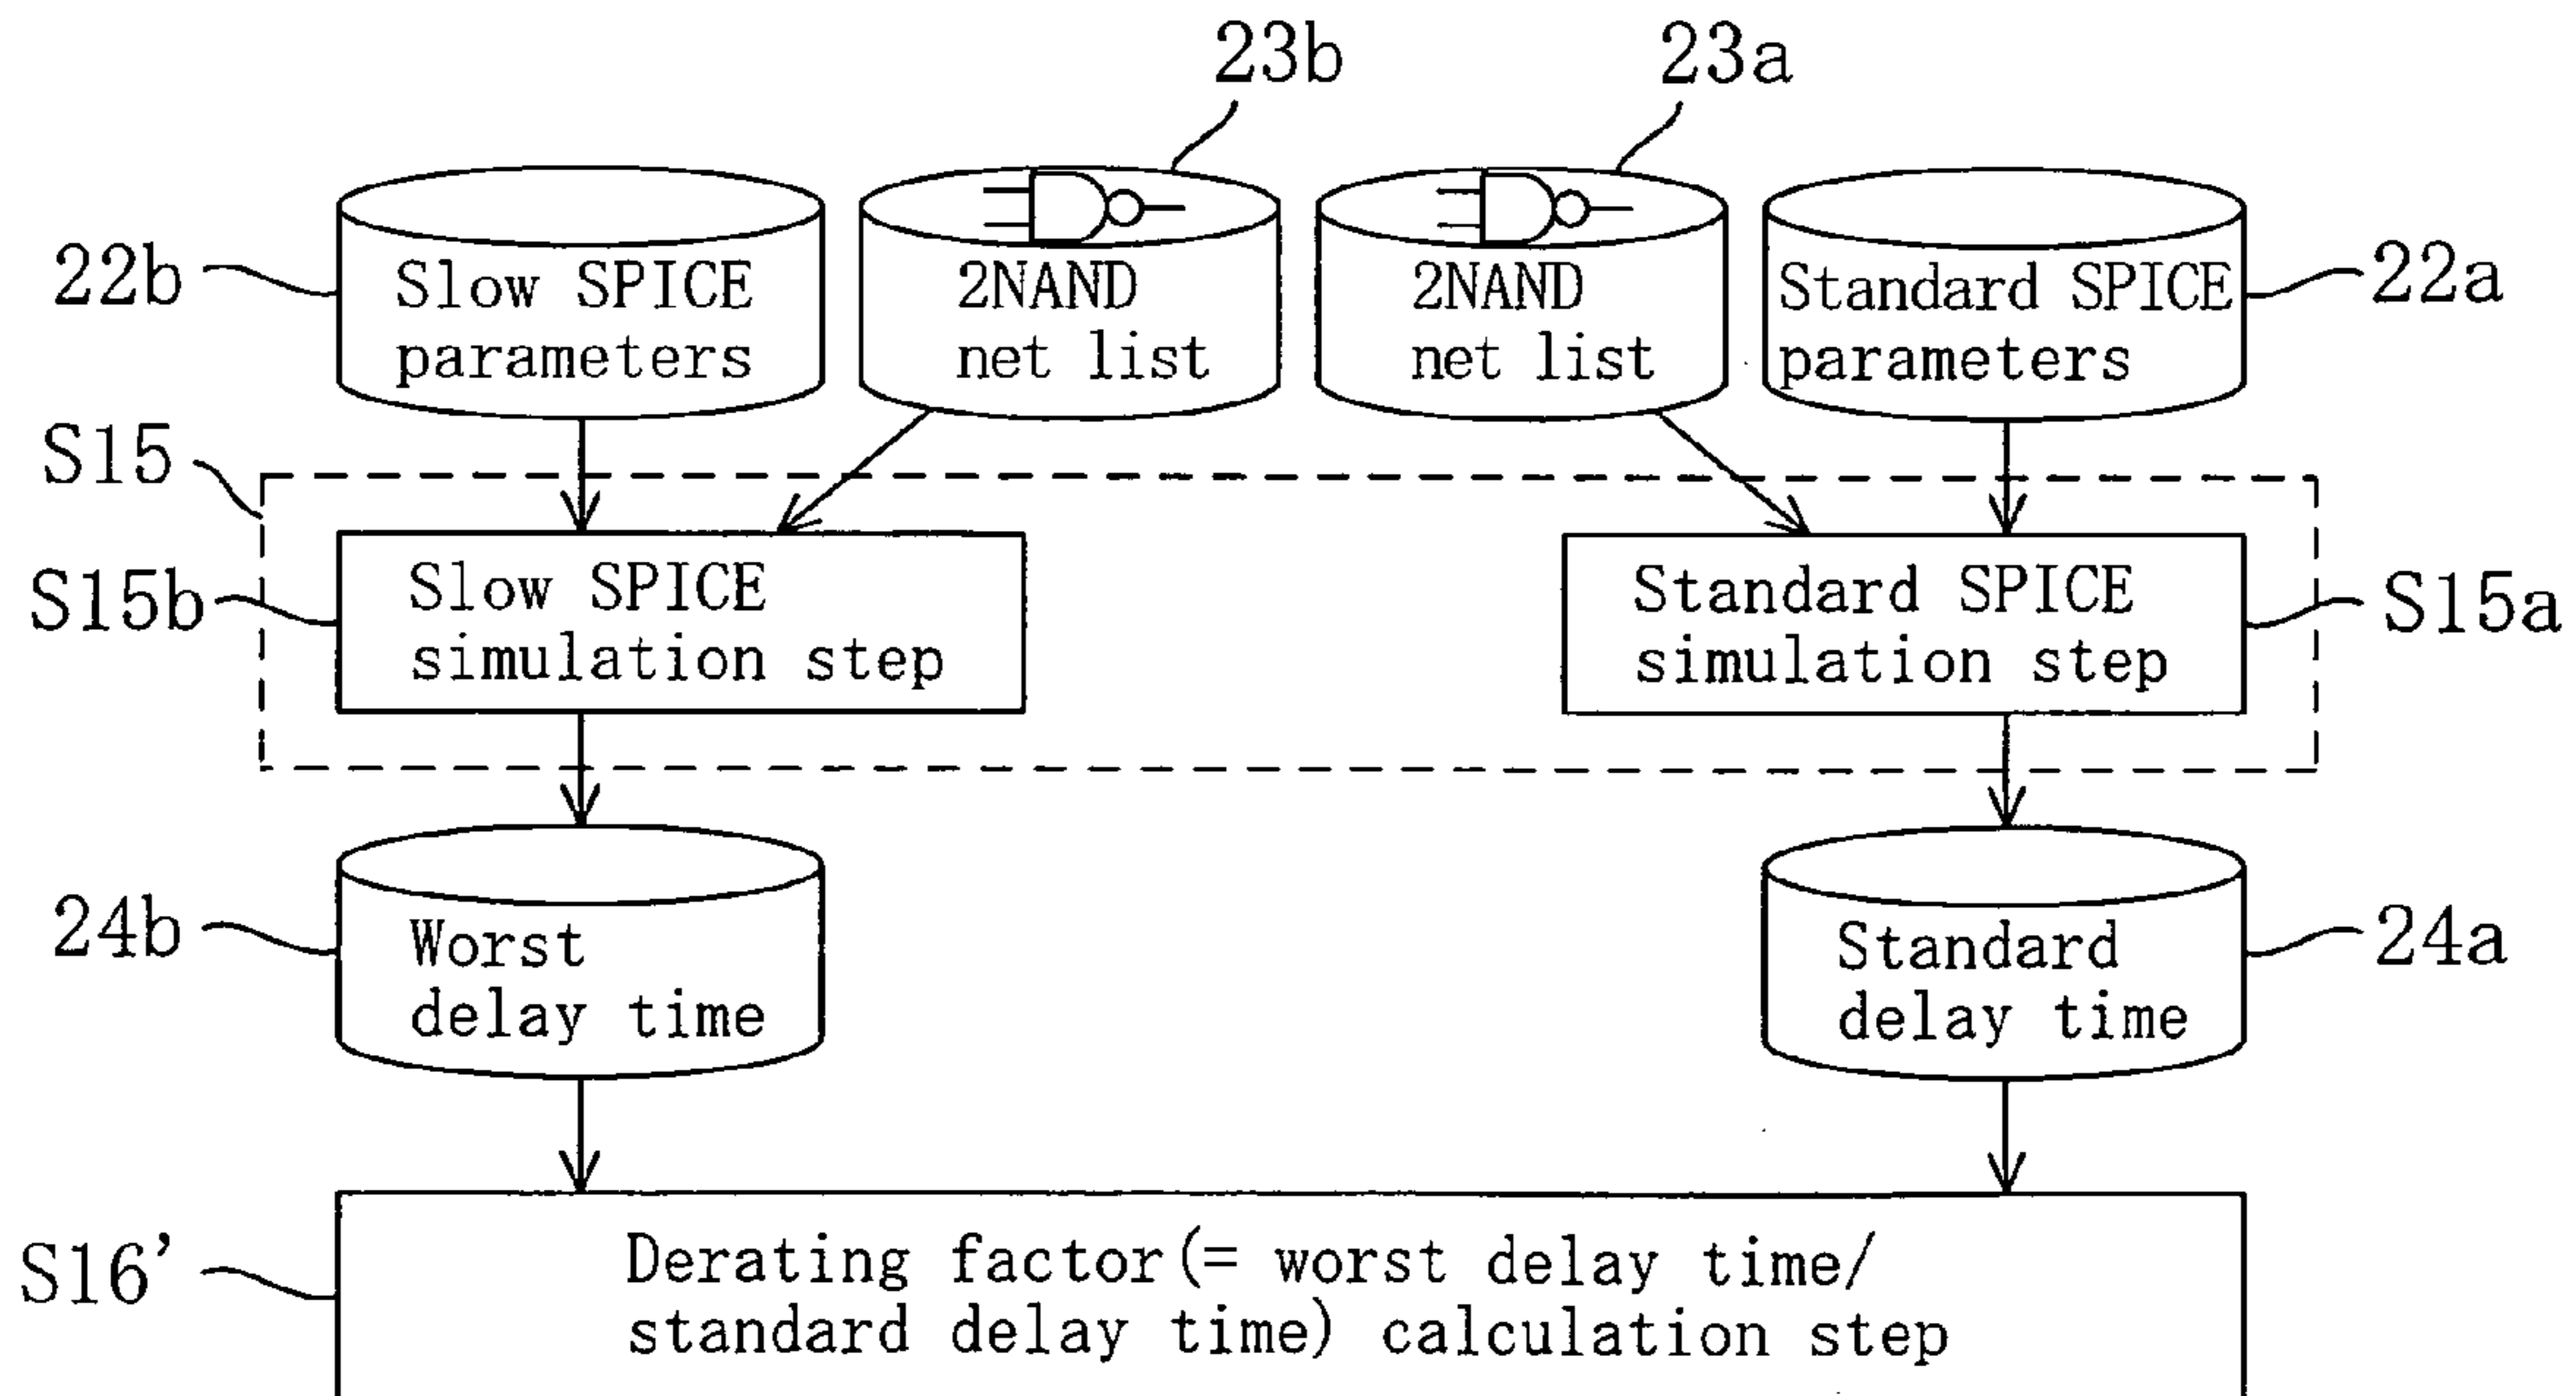 23b
23a
22b
Slow SPICE
parameters
2NAND
net list
2NAND
net list
Standard SPICE
parameters
22a
S15
S15b
Slow SPICE
simulation step
Standard SPICE
simulation step
S15a
24b
Worst
delay time
Standard
delay time
24a
S16'
Derating factor(= worst delay time/
standard delay time) calculation step